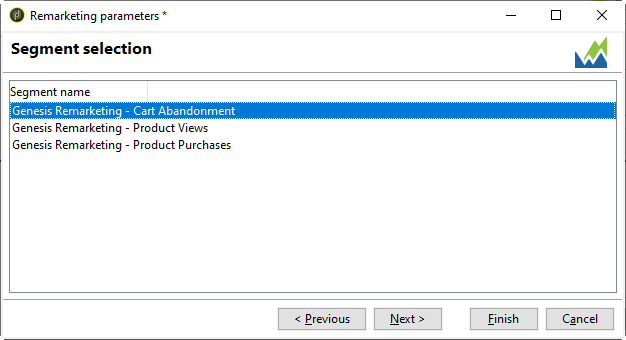 Remarketing parameters *
Segment selection
Segment name
Genesis Remarketing - Cart Abandonment
Genesis Remarketing - Product Views
Genesis Remarketing - Product Purchases
< Previous Next > Finish Cancel